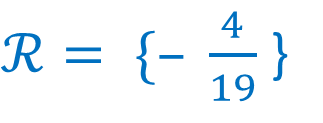 ℛ = {− 4/19}